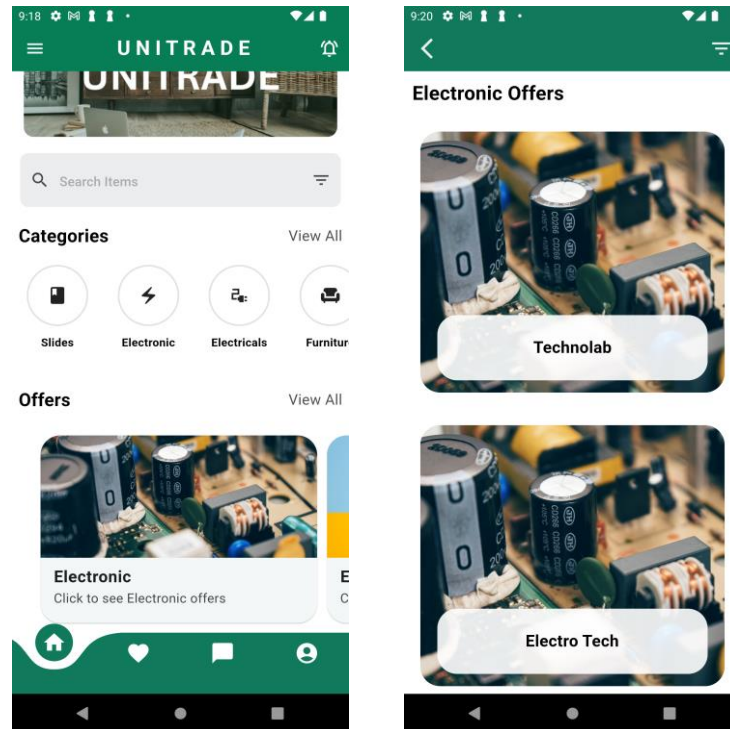 9:18
UNITRADE
UNITRADE
Search Items
Categories
View All
Slides
Electronic
Electricals
Furnitur
Offers
View All
Electronic
Click to see Electronic offers
E
C
9:20
Electronic Offers
Technolab
Electro Tech